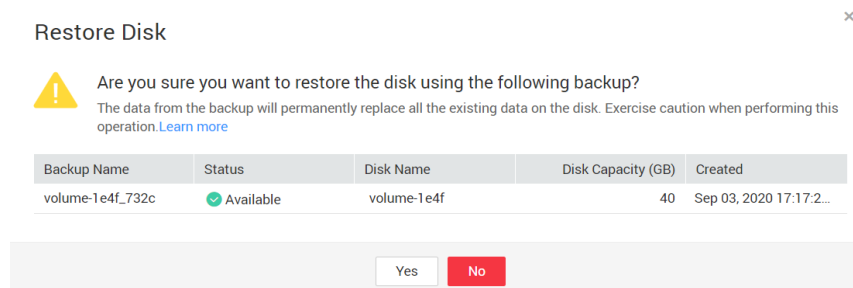 Restore Disk
Are you sure you want to restore the disk using the following backup?
The data from the backup will permanently replace all the existing data on the disk. Exercise caution when performing this
operation.Learn more
Backup Name Status Disk Name Disk Capacity (GB) Created
volume-1e4f_732c Available volume-1e4f 40 Sep 03, 2020 17:17:2...
Yes No